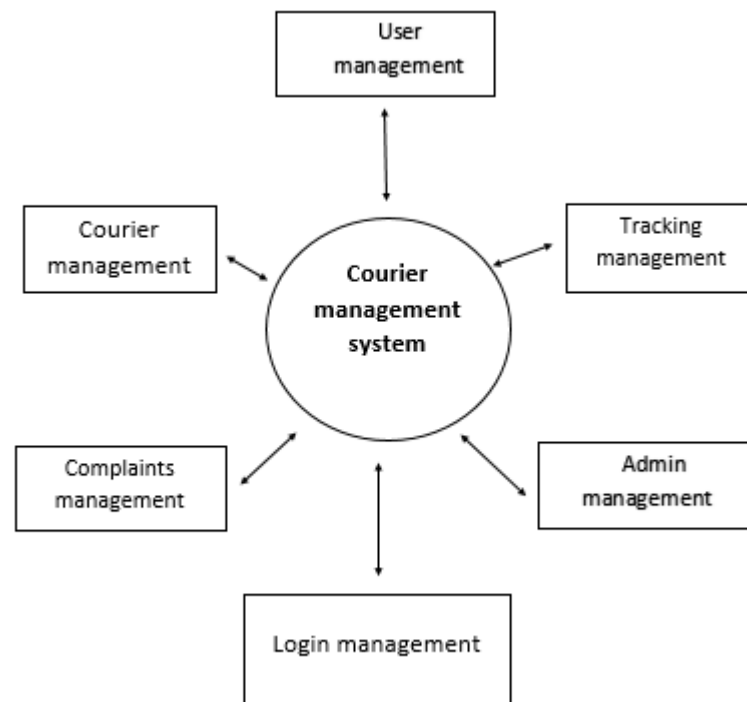 User
management
Courier
management
Tracking
management
Courier
management
system
Complaints
management
Admin
management
Login management